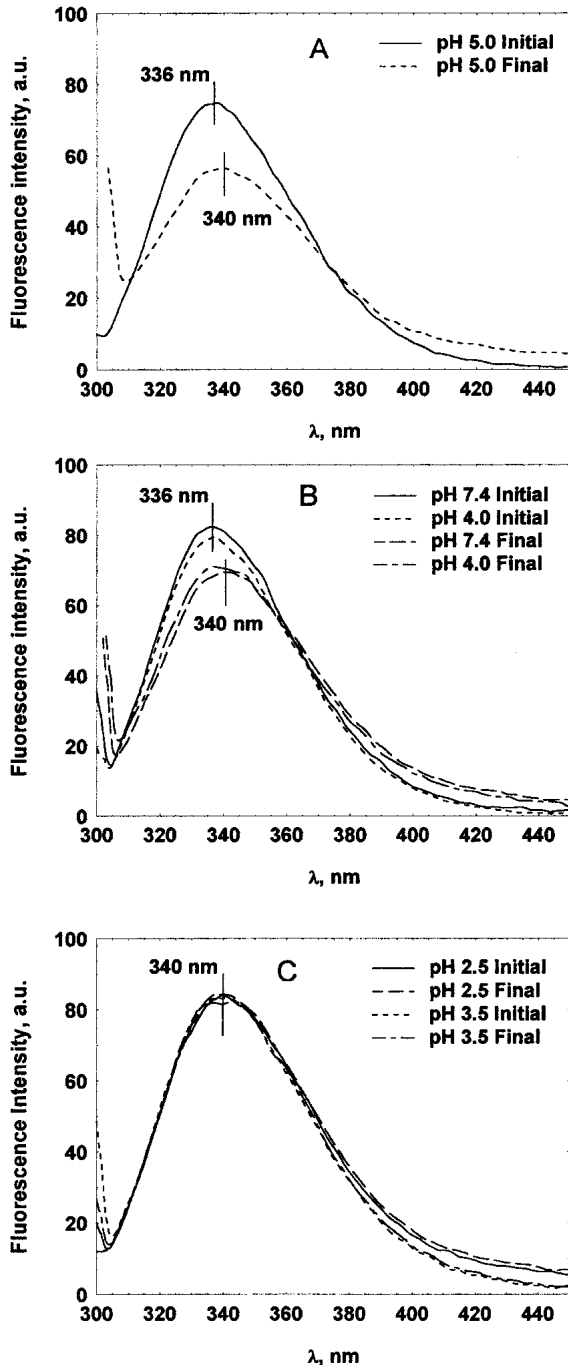 A
pH 5.0 Initial
pH 5.0 Final
336 nm
340 nm
Fluorescence intensity, a.u.
100
80
60
40
20
0
300 320 340 360 380 400 420 440
λ, nm
B
pH 7.4 Initial
pH 4.0 Initial
pH 7.4 Final
pH 4.0 Final
336 nm
340 nm
Fluorescence intensity, a.u.
100
80
60
40
20
0
300 320 340 360 380 400 420 440
λ, nm
C
pH 2.5 Initial
pH 2.5 Final
pH 3.5 Initial
pH 3.5 Final
340 nm
Fluorescence Intensity, a.u.
100
80
60
40
20
0
300 320 340 360 380 400 420 440
λ, nm